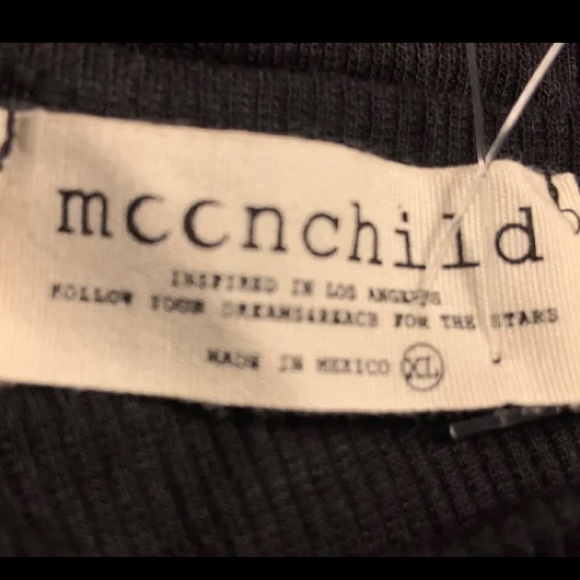 mccnchild
INSPIRED IN LOS ANGELES
FOLLOW YOUR DREAMS&REACH FOR THE STARS
MADE IN MEXICO XL